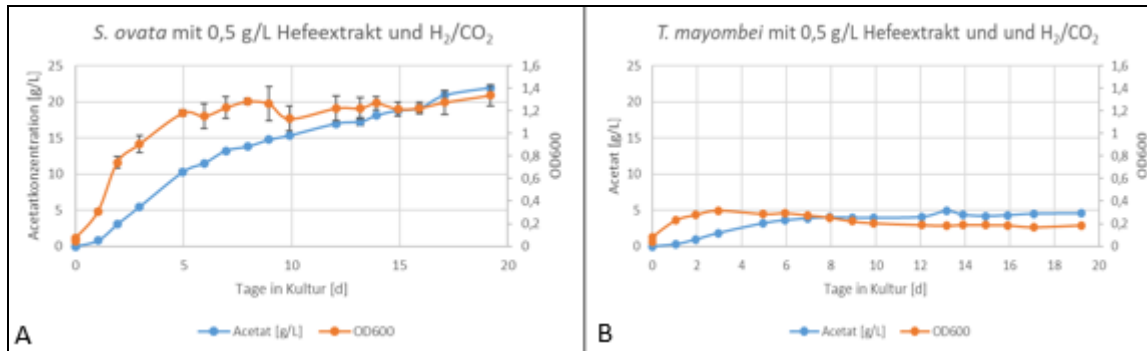 S. ovata mit 0,5 g/L Hefeextrakt und H₂/CO₂
25
20
15
10
5
0
Acetatkonzentration [g/L]
1,6
1,4
1,2
1
0,8
0,6
0,4
0,2
0
OD600
0 5 10 15 20
Tage in Kultur [d]
Acetat [g/L] OD600
A
T. mayombei mit 0,5 g/L Hefeextrakt und und H₂/CO₂
25
20
15
10
5
0
Acetat [g/L]
1,6
1,4
1,2
1
0,8
0,6
0,4
0,2
0
OD600
0 2 4 6 8 10 12 14 16 18 20
Tage in Kultur [d]
Acetat [g/L] OD600
B